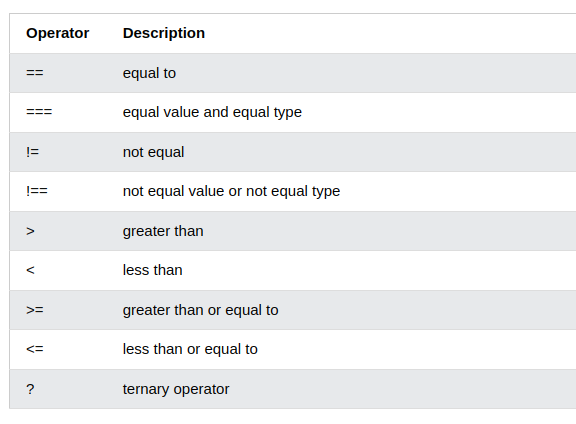 Operator Description
== equal to
=== equal value and equal type
!= not equal
!== not equal value or not equal type
> greater than
< less than
>= greater than or equal to
<= less than or equal to
? ternary operator